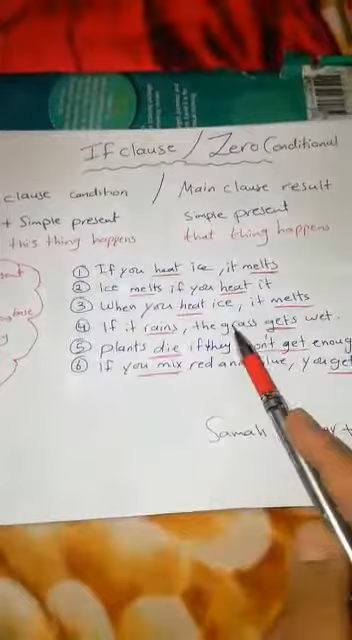 If clause / Zero Conditional
clause condition / Main clause result
+ Simple present simple present
this thing happens that thing happens
① If you heat ice, it melts
② Ice melts if you heat it
③ When you heat ice, it melts
④ If it rains, the grass gets wet.
⑤ plants die if they don't get enough
⑥ If you mix red and blue, you get
Samah